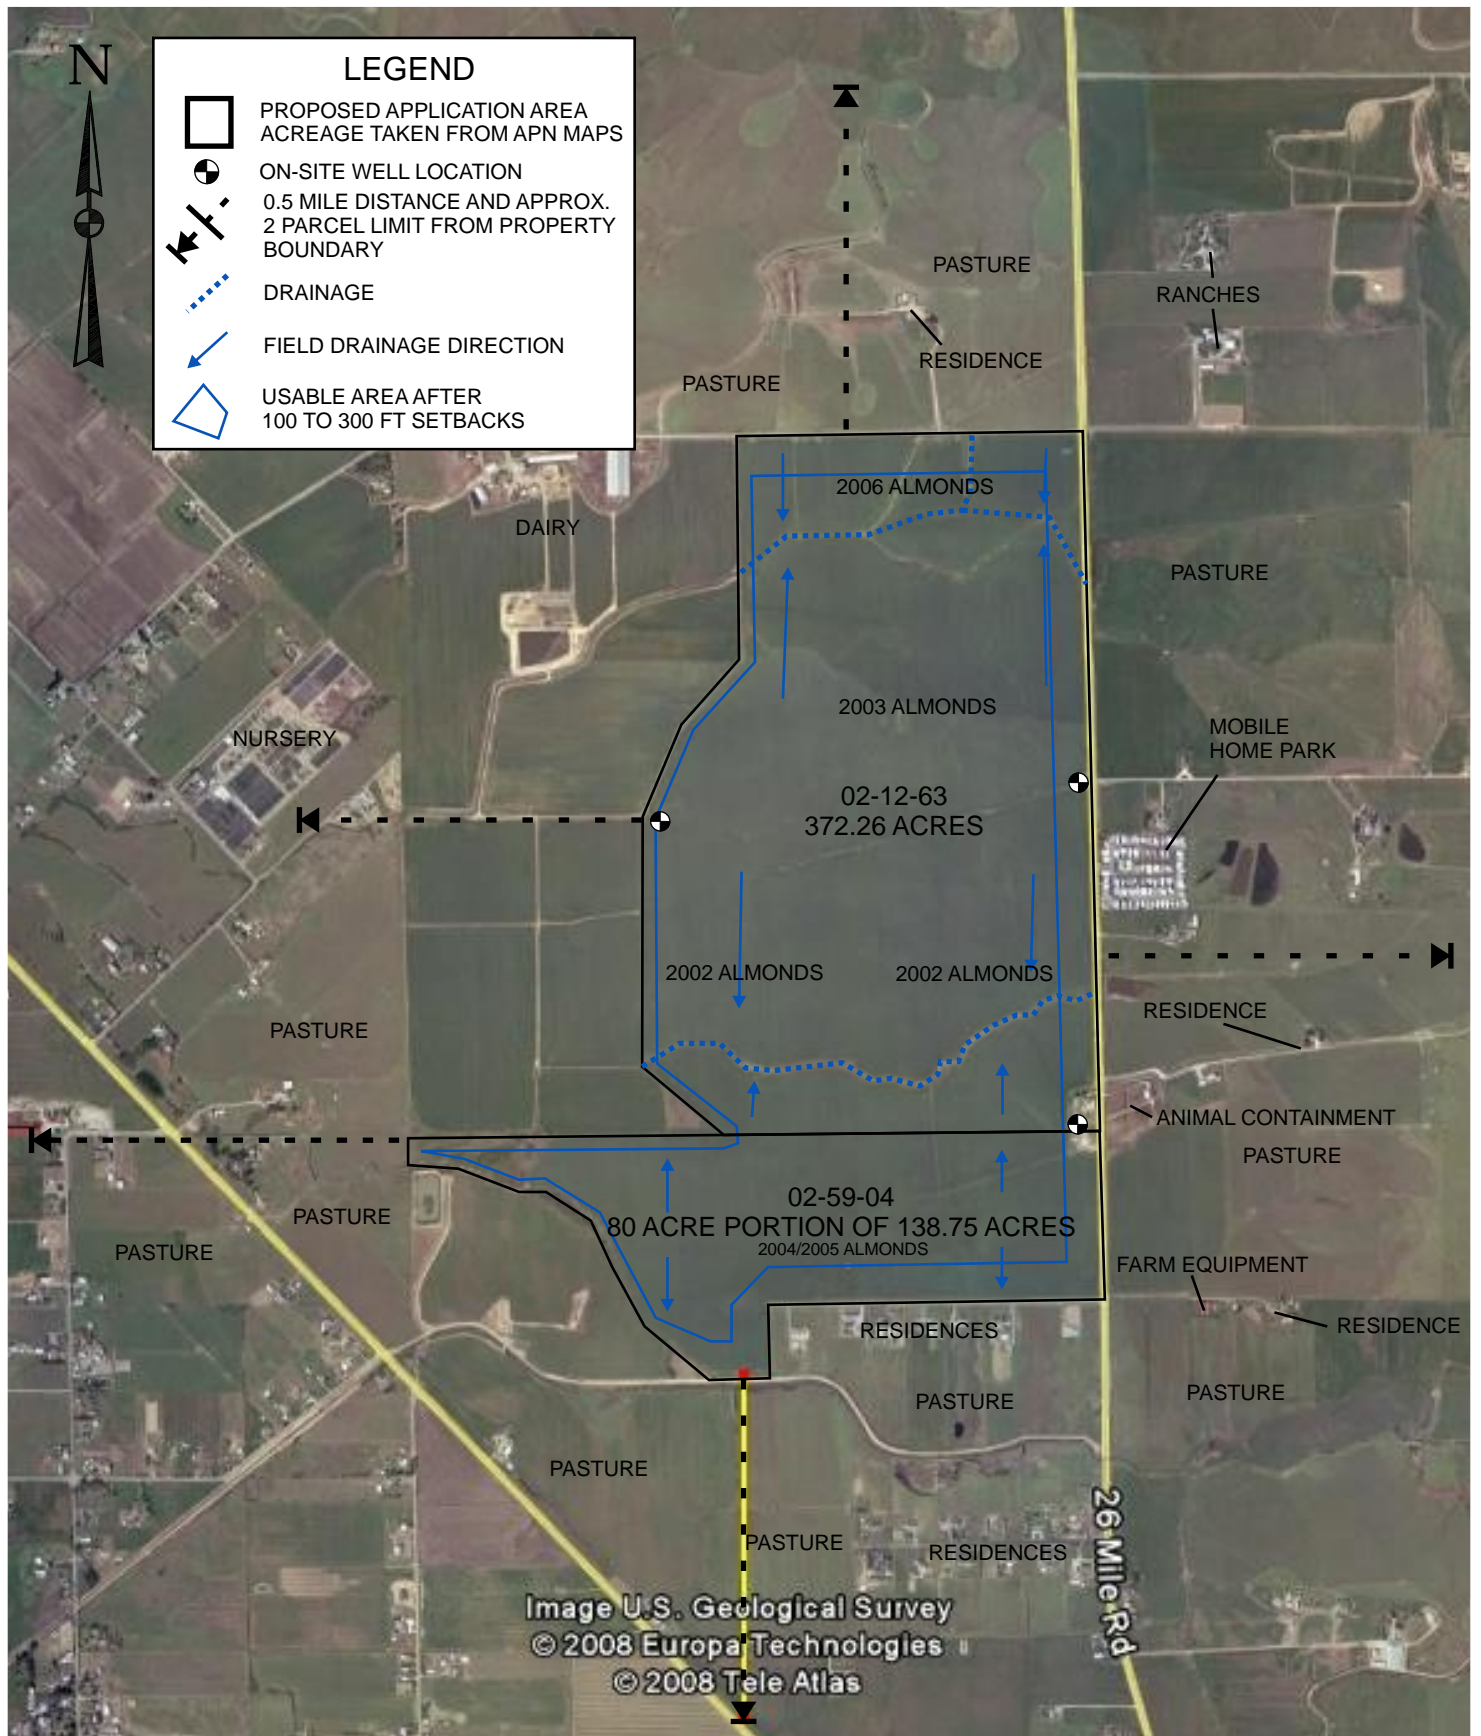 N
LEGEND
PROPOSED APPLICATION AREA
ACREAGE TAKEN FROM APN MAPS
ON-SITE WELL LOCATION
0.5 MILE DISTANCE AND APPROX.
2 PARCEL LIMIT FROM PROPERTY
BOUNDARY
DRAINAGE
FIELD DRAINAGE DIRECTION
USABLE AREA AFTER
100 TO 300 FT SETBACKS
PASTURE
RANCHES
RESIDENCE
PASTURE
2006 ALMONDS
DAIRY
PASTURE
2003 ALMONDS
NURSERY
MOBILE
HOME PARK
02-12-63
372.26 ACRES
2002 ALMONDS
2002 ALMONDS
PASTURE
RESIDENCE
ANIMAL CONTAINMENT
PASTURE
02-59-04
80 ACRE PORTION OF 138.75 ACRES
2004/2005 ALMONDS
PASTURE
PASTURE
FARM EQUIPMENT
RESIDENCES
RESIDENCE
PASTURE
PASTURE
PASTURE
PASTURE
RESIDENCES
26 Mile Rd
Image U.S. Geological Survey
© 2008 Europa Technologies
© 2008 Tele Atlas